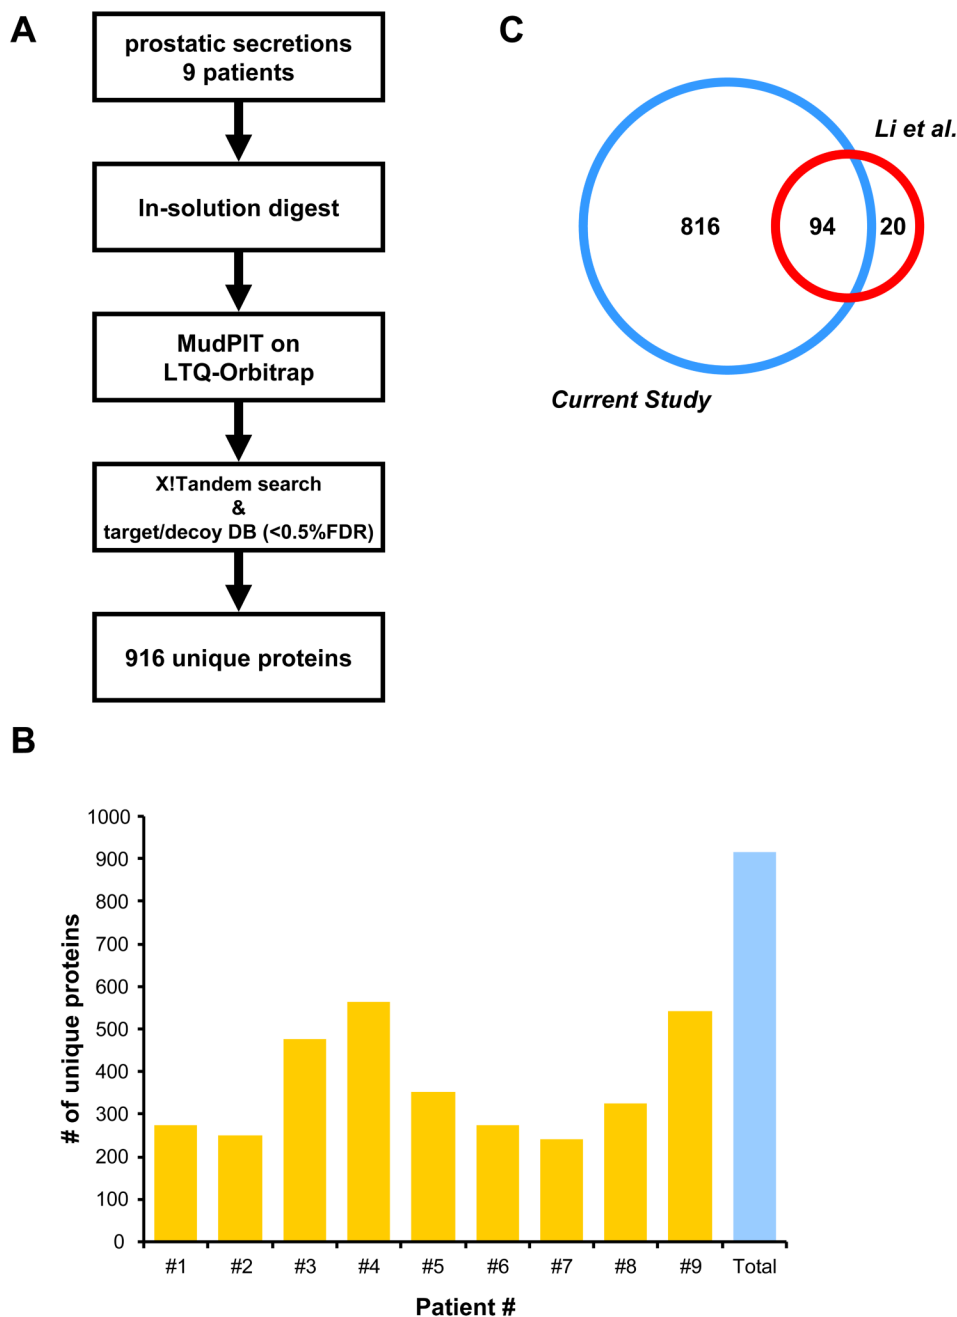 A
prostatic secretions
9 patients
In-solution digest
MudPIT on
LTQ-Orbitrap
X!Tandem search
&
target/decoy DB (<0.5%FDR)
916 unique proteins
C
Li et al.
816
94
20
Current Study
B
# of unique proteins
1000
900
800
700
600
500
400
300
200
100
0
#1 #2 #3 #4 #5 #6 #7 #8 #9 Total
Patient #